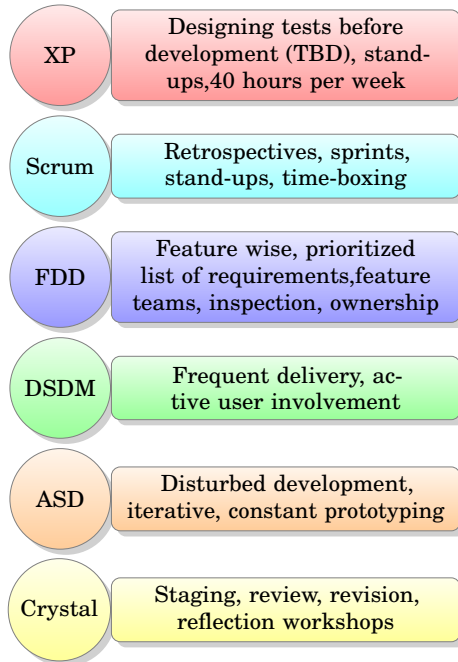 XP
Designing tests before
development (TBD), stand-
ups,40 hours per week
Scrum
Retrospectives, sprints,
stand-ups, time-boxing
FDD
Feature wise, prioritized
list of requirements,feature
teams, inspection, ownership
DSDM
Frequent delivery, ac-
tive user involvement
ASD
Disturbed development,
iterative, constant prototyping
Crystal
Staging, review, revision,
reflection workshops